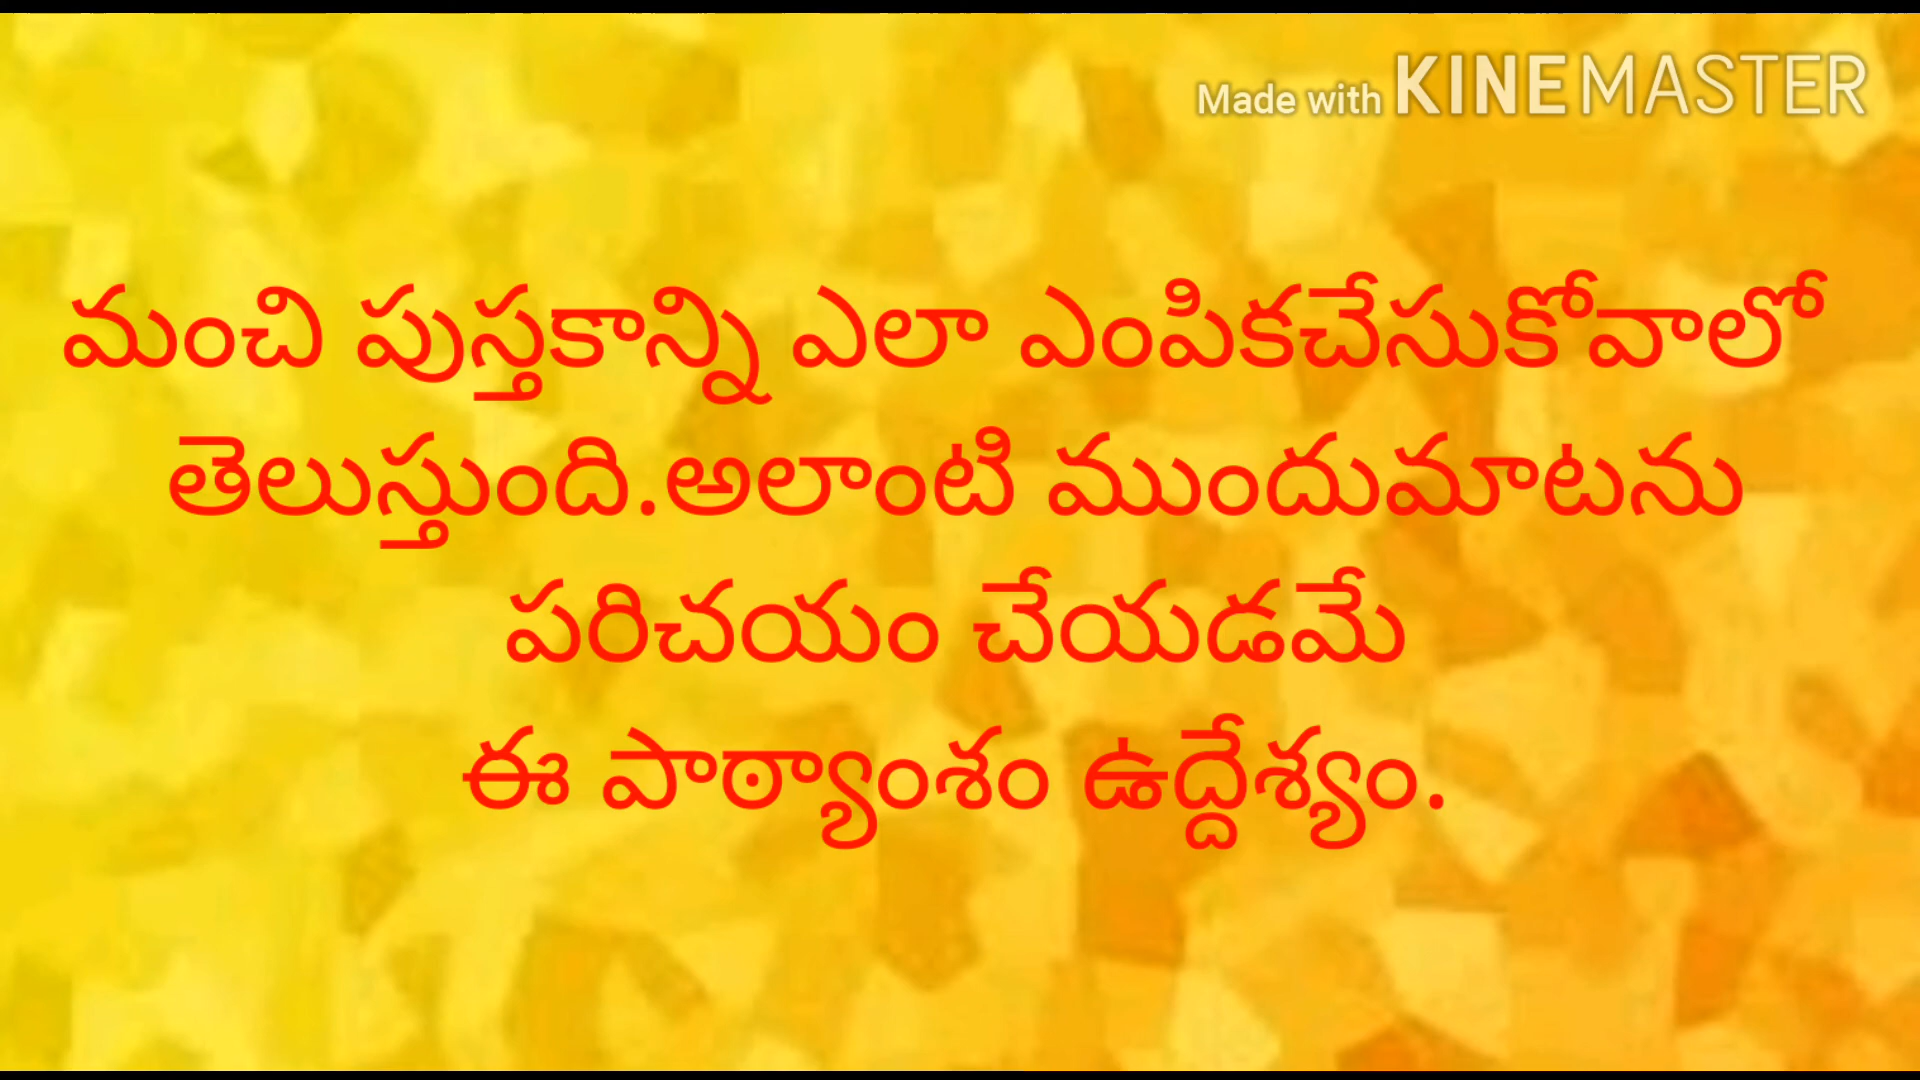 Made with KINEMASTER
మంచి పుస్తకాన్ని ఎలా ఎంపికచేసుకోవాలో
తెలుస్తుంది.అలాంటి ముందుమాటను
పరిచయం చేయడమే
ఈ పాఠ్యాంశం ఉద్దేశ్యం.